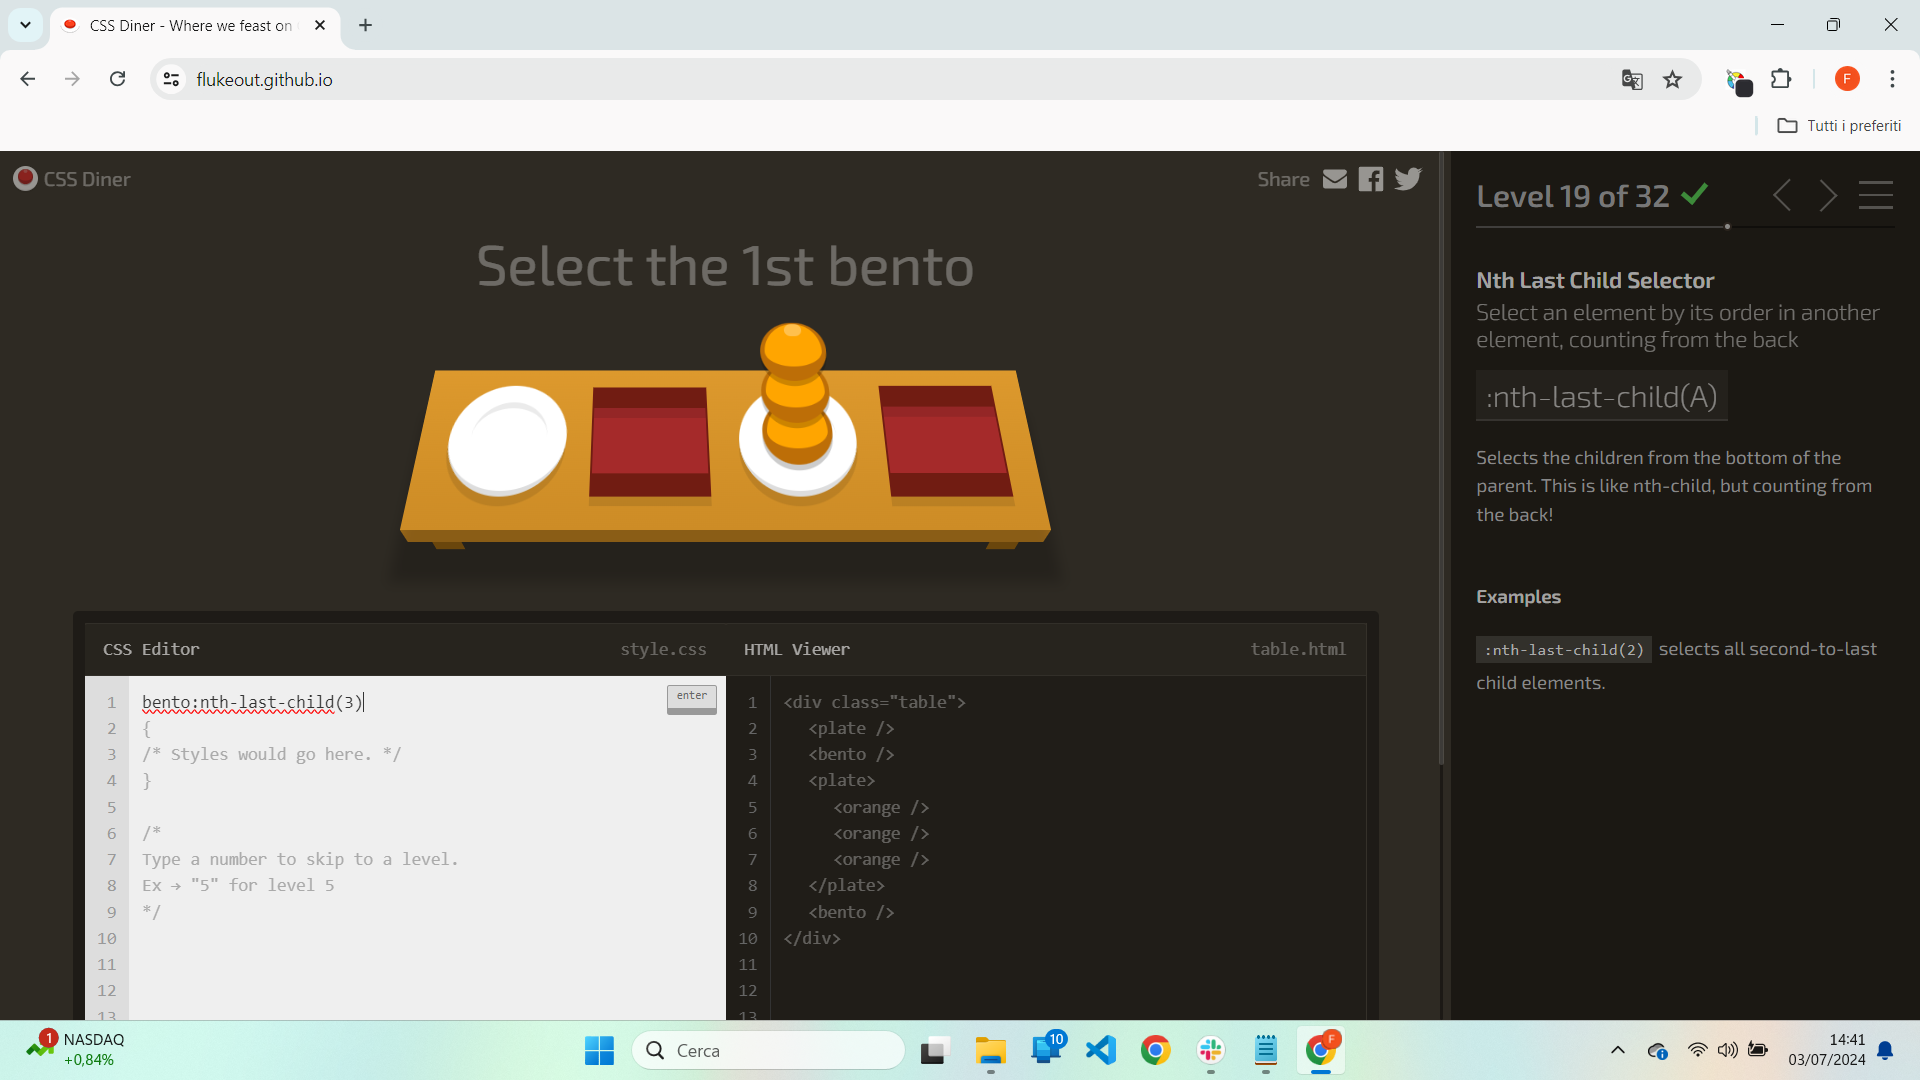 CSS Diner - Where we feast on
flukeout.github.io
F
Tutti i preferiti
CSS Diner
Share
Level 19 of 32
Select the 1st bento
Nth Last Child Selector
Select an element by its order in another
element, counting from the back
:nth-last-child(A)
Selects the children from the bottom of the
parent. This is like nth-child, but counting from
the back!
Examples
:nth-last-child(2) selects all second-to-last
child elements.
CSS Editor
style.css
1 bento:nth-last-child(3)
enter
2 {
3 /* Styles would go here. */
4 }
5
6 /*
7 Type a number to skip to a level.
8 Ex → "5" for level 5
9 */
10
11
12
13
HTML Viewer
table.html
1 <div class="table">
2 <plate />
3 <bento />
4 <plate>
5 <orange />
6 <orange />
7 <orange />
8 </plate>
9 <bento />
10 </div>
11
12
13
1
NASDAQ
+0,84%
Cerca
10
F
14:41
03/07/2024